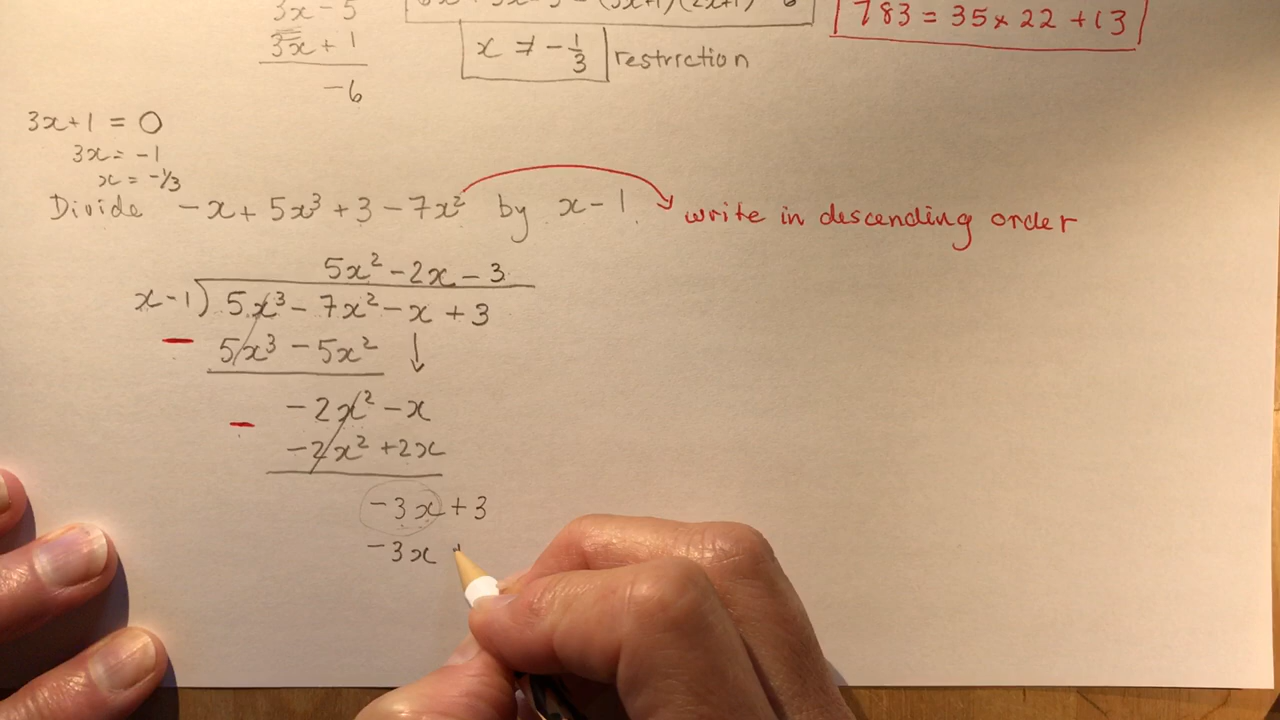 3x - 5
3x + 1
-6
x ≠ -1/3 restriction
783 = 35 x 22 + 13
3x+1 = 0
3x = -1
x = -1/3
Divide -x + 5x³ + 3 - 7x² by x-1. write in descending order
5x² - 2x - 3
x-1) 5x³ - 7x² - x + 3
- 5x³ - 5x² ↓
-2x² - x
- -2x² + 2x
-3x + 3
-3x